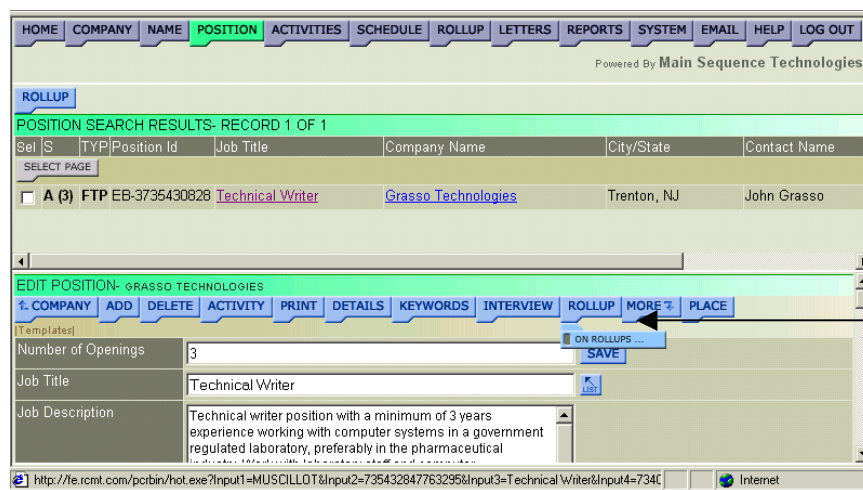 HOME COMPANY NAME POSITION ACTIVITIES SCHEDULE ROLLUP LETTERS REPORTS SYSTEM EMAIL HELP LOG OUT
Powered By Main Sequence Technologies
ROLLUP
POSITION SEARCH RESULTS- RECORD 1 OF 1
Sel S TYP Position Id Job Title Company Name City/State Contact Name
SELECT PAGE
A (3) FTP EB-3735430828 Technical Writer Grasso Technologies Trenton, NJ John Grasso
EDIT POSITION- GRASSO TECHNOLOGIES
COMPANY ADD DELETE ACTIVITY PRINT DETAILS KEYWORDS INTERVIEW ROLLUP MORE PLACE
|Templates|
ON ROLLUPS ...
Number of Openings 3 SAVE
Job Title Technical Writer LIST
Job Description Technical writer position with a minimum of 3 years
experience working with computer systems in a government
regulated laboratory, preferably in the pharmaceutical
http://fe.rcmt.com/pcrbin/hot.exe?Input1=MUSCILLOT&Input2=735432847763295&Input3=Technical Writer&Input4=734( Internet